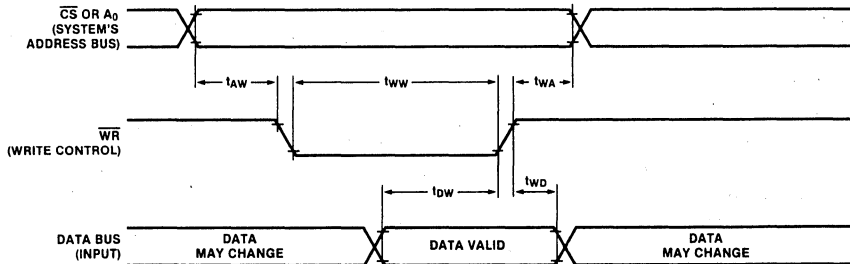 CS OR A0
(SYSTEM'S
ADDRESS BUS)
tAW
tWW
tWA
WR
(WRITE CONTROL)
tDW
tWD
DATA BUS
(INPUT)
DATA
MAY CHANGE
DATA VALID
DATA
MAY CHANGE